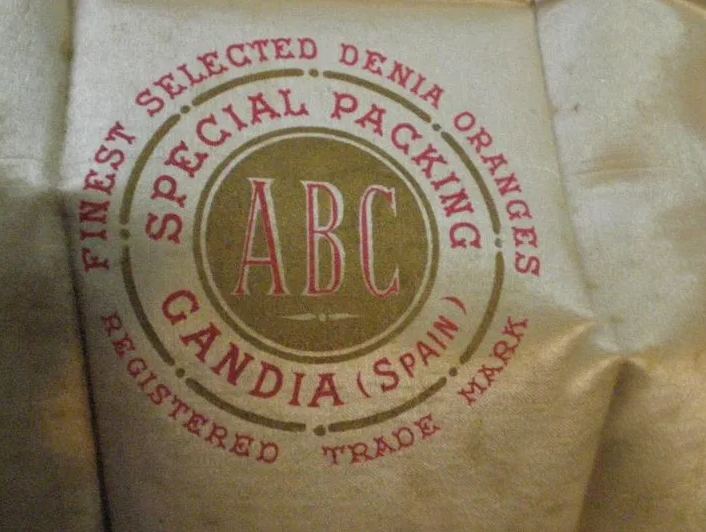 FINEST SELECTED DENIA ORANGES
SPECIAL PACKING
ABC
GANDIA (SPAIN)
REGISTERED TRADE MARK